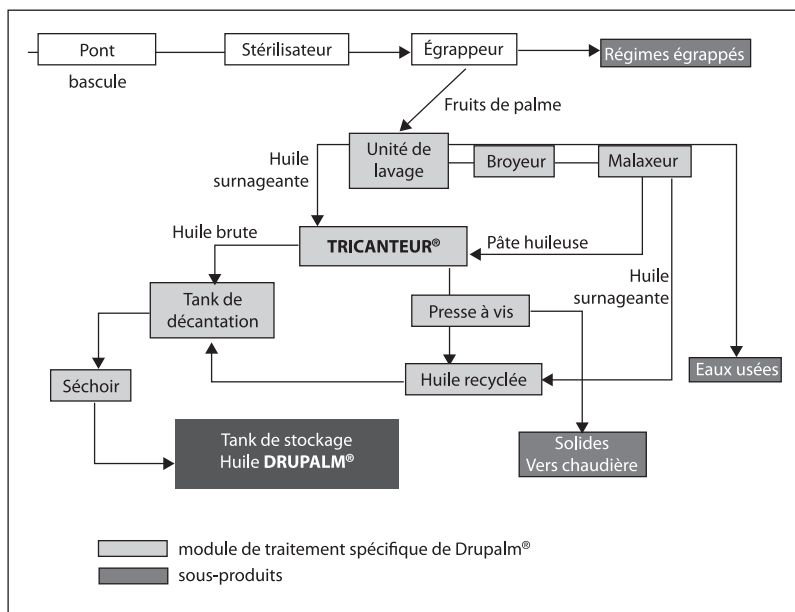 Pont
bascule
Stérilisateur
Égrappeur
Régimes égrappés
Fruits de palme
Huile
surnageante
Unité de
lavage
Broyeur
Malaxeur
Huile brute
TRICANTEUR®
Pâte huileuse
Huile
surnageante
Tank de
décantation
Presse à vis
Séchoir
Huile recyclée
Eaux usées
Tank de stockage
Huile DRUPALM®
Solides
Vers chaudière
module de traitement spécifique de Drupalm®
sous-produits